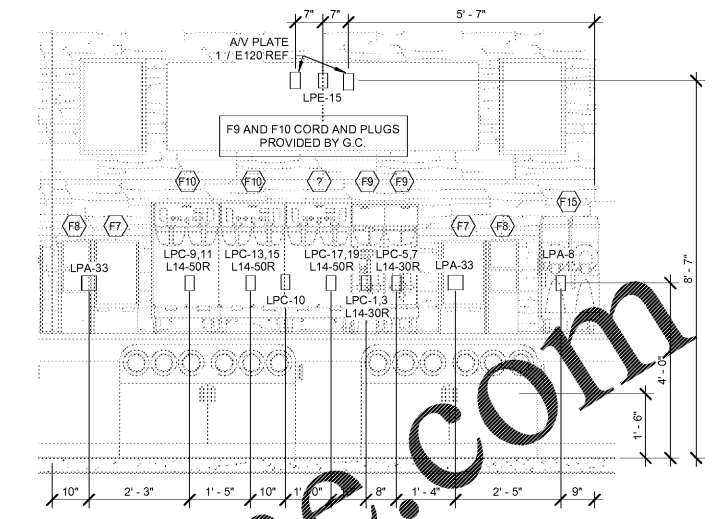 7" 7" 5' - 7"
A/V PLATE
1 / E120 REF
LPE-15
F9 AND F10 CORD AND PLUGS
PROVIDED BY G.C.
F10 F10 ? F9 F9
F15
F8 F7 F7 F8
LPA-33
LPC-9,11
L14-50R
LPC-13,15
L14-50R
LPC-17,19
L14-50R
LPC-5,7
L14-30R
LPA-33
LPA-8
LPC-10
LPC-1,3
L14-30R
8' - 7"
4' - 0"
1' - 6"
10" 2' - 3" 1' - 5" 10" 8" 1' - 4" 2' - 5" 9"
e.com